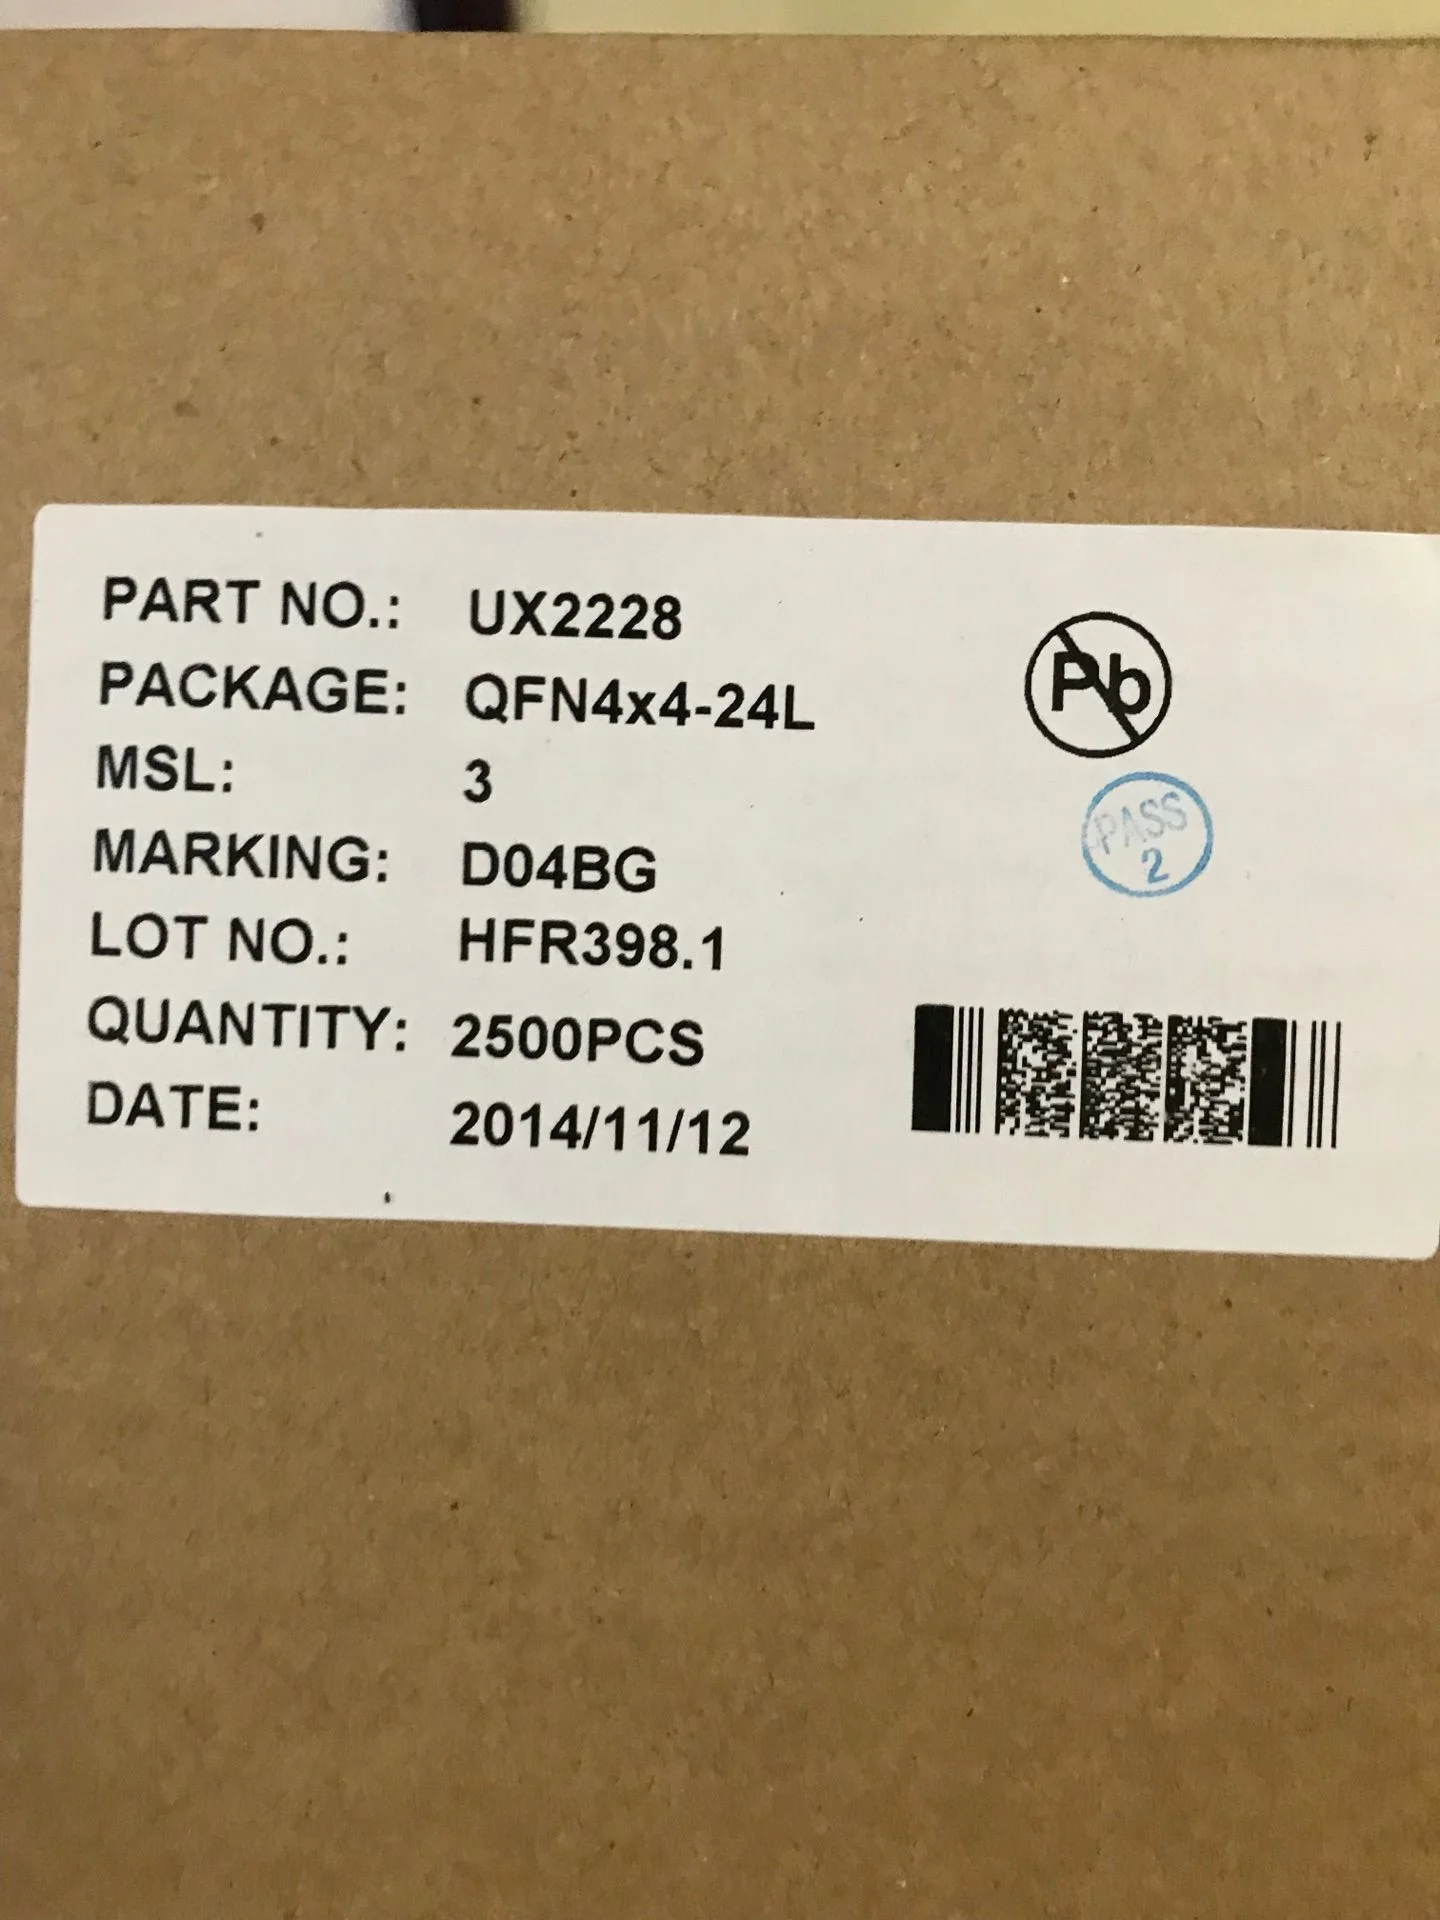 PART NO.: UX2228
PACKAGE: QFN4x4-24L
MSL: 3
MARKING: D04BG
LOT NO.: HFR398.1
QUANTITY: 2500PCS
DATE: 2014/11/12
Pb
PASS
2